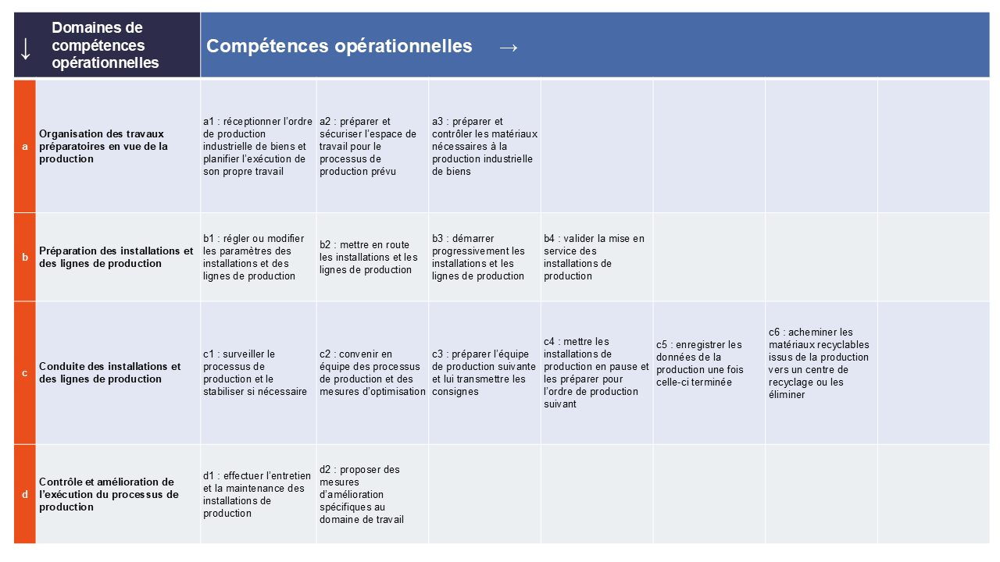 ↓ Domaines de
compétences
opérationnelles
Compétences opérationnelles →
a
Organisation des travaux
préparatoires en vue de la
production
a1 : réceptionner l’ordre
de production
industrielle de biens et
planifier l’exécution de
son propre travail
a2 : préparer et
sécuriser l’espace de
travail pour le
processus de
production prévu
a3 : préparer et
contrôler les matériaux
nécessaires à la
production industrielle
de biens
b
Préparation des installations et
des lignes de production
b1 : régler ou modifier
les paramètres des
installations et des
lignes de production
b2 : mettre en route
les installations et les
lignes de production
b3 : démarrer
progressivement les
installations et les
lignes de production
b4 : valider la mise en
service des
installations de
production
c
Conduite des installations et
des lignes de production
c1 : surveiller le
processus de
production et le
stabiliser si nécessaire
c2 : convenir en
équipe des processus
de production et des
mesures d’optimisation
c3 : préparer l’équipe
de production suivante
et lui transmettre les
consignes
c4 : mettre les
installations de
production en pause et
les préparer pour
l’ordre de production
suivant
c5 : enregistrer les
données de la
production une fois
celle-ci terminée
c6 : acheminer les
matériaux recyclables
issus de la production
vers un centre de
recyclage ou les
éliminer
d
Contrôle et amélioration de
l’exécution du processus de
production
d1 : effectuer l’entretien
et la maintenance des
installations de
production
d2 : proposer des
mesures
d’amélioration
spécifiques au
domaine de travail